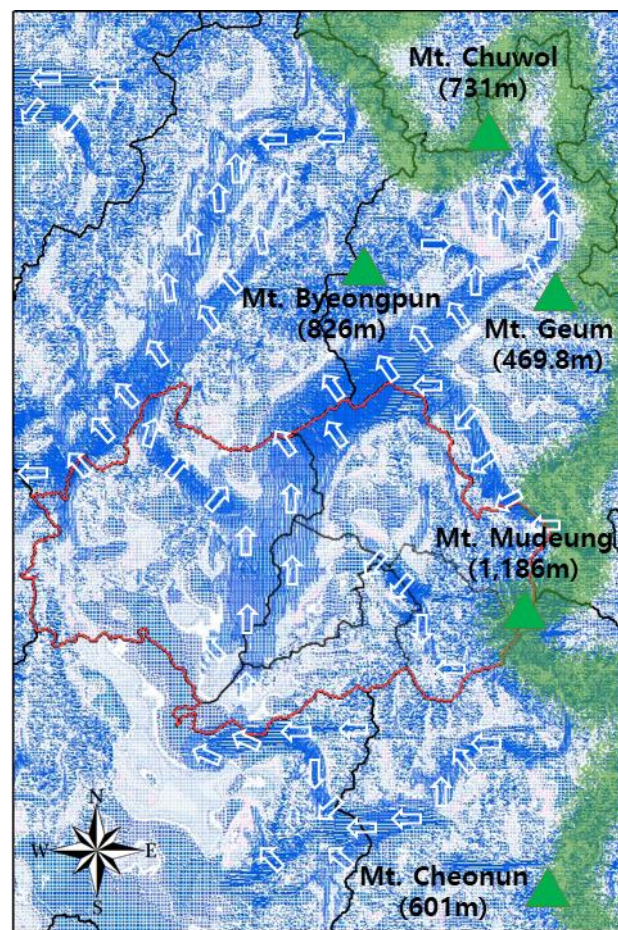 Mt. Chuwol
(731m)
Mt. Byeongpun
(826m)
Mt. Geum
(469.8m)
Mt. Mudeung
(1,186m)
N
W
E
S
Mt. Cheonun
(601m)